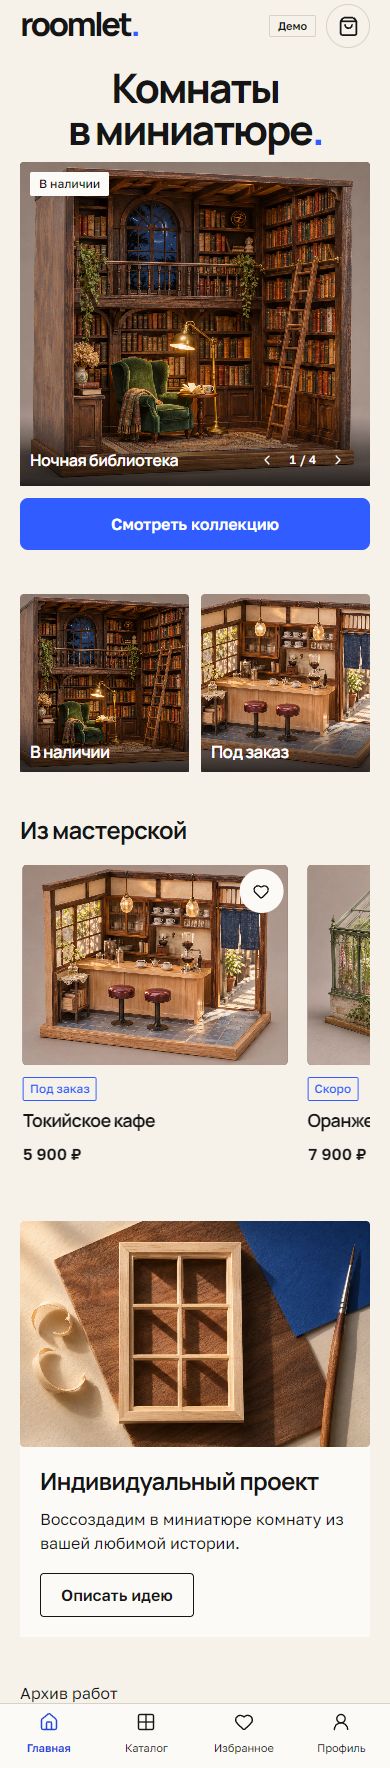 roomlet.
Демо
Комнаты
в миниатюре.
В наличии
Ночная библиотека
1 / 4
Смотреть коллекцию
В наличии
Под заказ
Из мастерской
Под заказ
Скоро
Токийское кафе
Оранже
5 900 ₽
7 900 ₽
Индивидуальный проект
Воссоздадим в миниатюре комнату из
вашей любимой истории.
Описать идею
Архив работ
Главная
Каталог
Избранное
Профиль